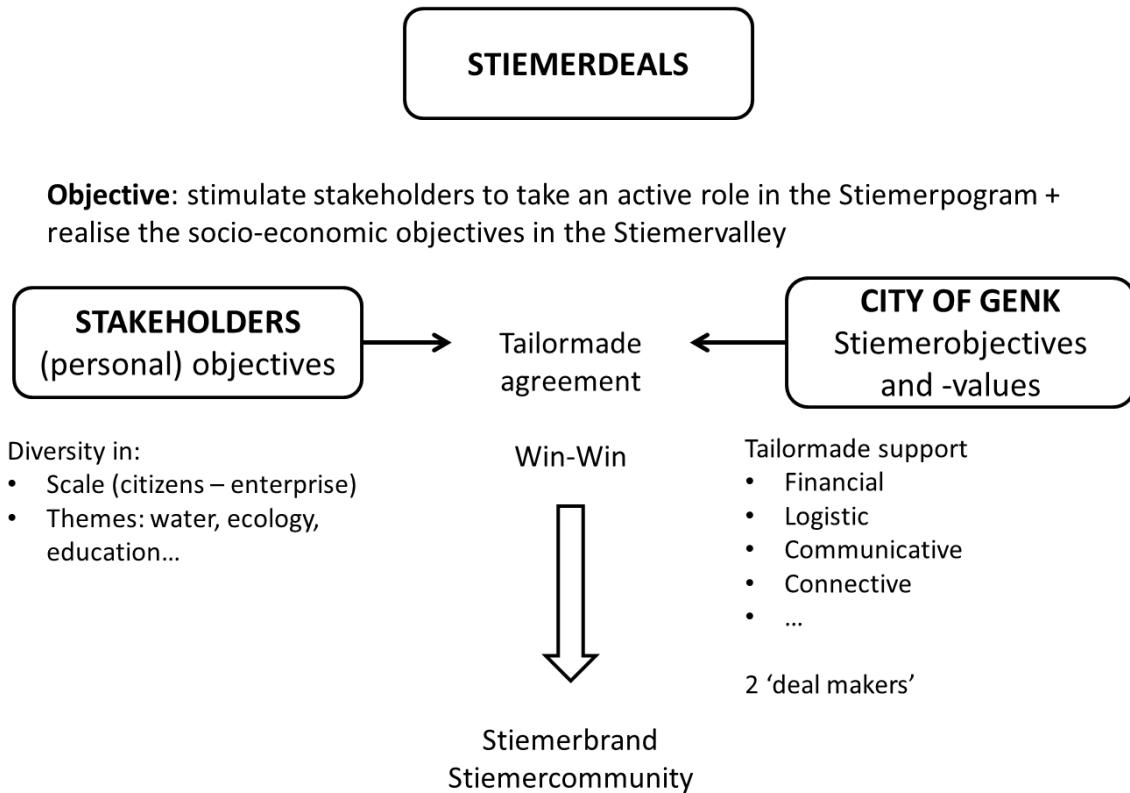 STIEMERDEALS
Objective: stimulate stakeholders to take an active role in the Stiemerpogram +
realise the socio-economic objectives in the Stiemervalley
STAKEHOLDERS
(personal) objectives
Tailormade
agreement
CITY OF GENK
Stiemerobjectives
and -values
Diversity in:
• Scale (citizens – enterprise)
• Themes: water, ecology,
education…
Win-Win
Tailormade support
• Financial
• Logistic
• Communicative
• Connective
• …
2 ‘deal makers’
Stiemerbrand
Stiemercommunity